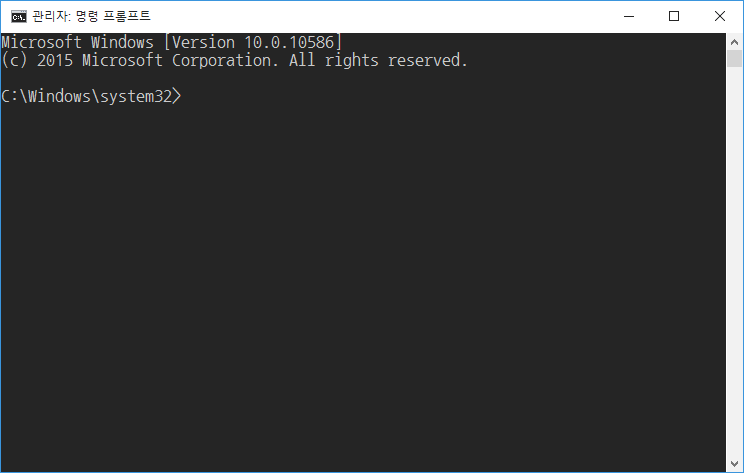 관리자: 명령 프롬프트
Microsoft Windows [Version 10.0.10586]
(c) 2015 Microsoft Corporation. All rights reserved.
C:\Windows\system32>